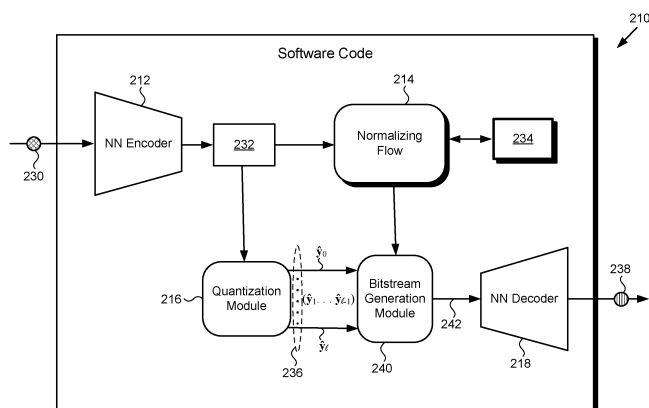 210
Software Code
212
214
NN Encoder
232
Normalizing
Flow
234
230
ŷ0
238
216
Quantization
Module
(ŷ1 . . . ŷℓ-1)
Bitstream
Generation
Module
NN Decoder
242
ŷℓ
236
240
218